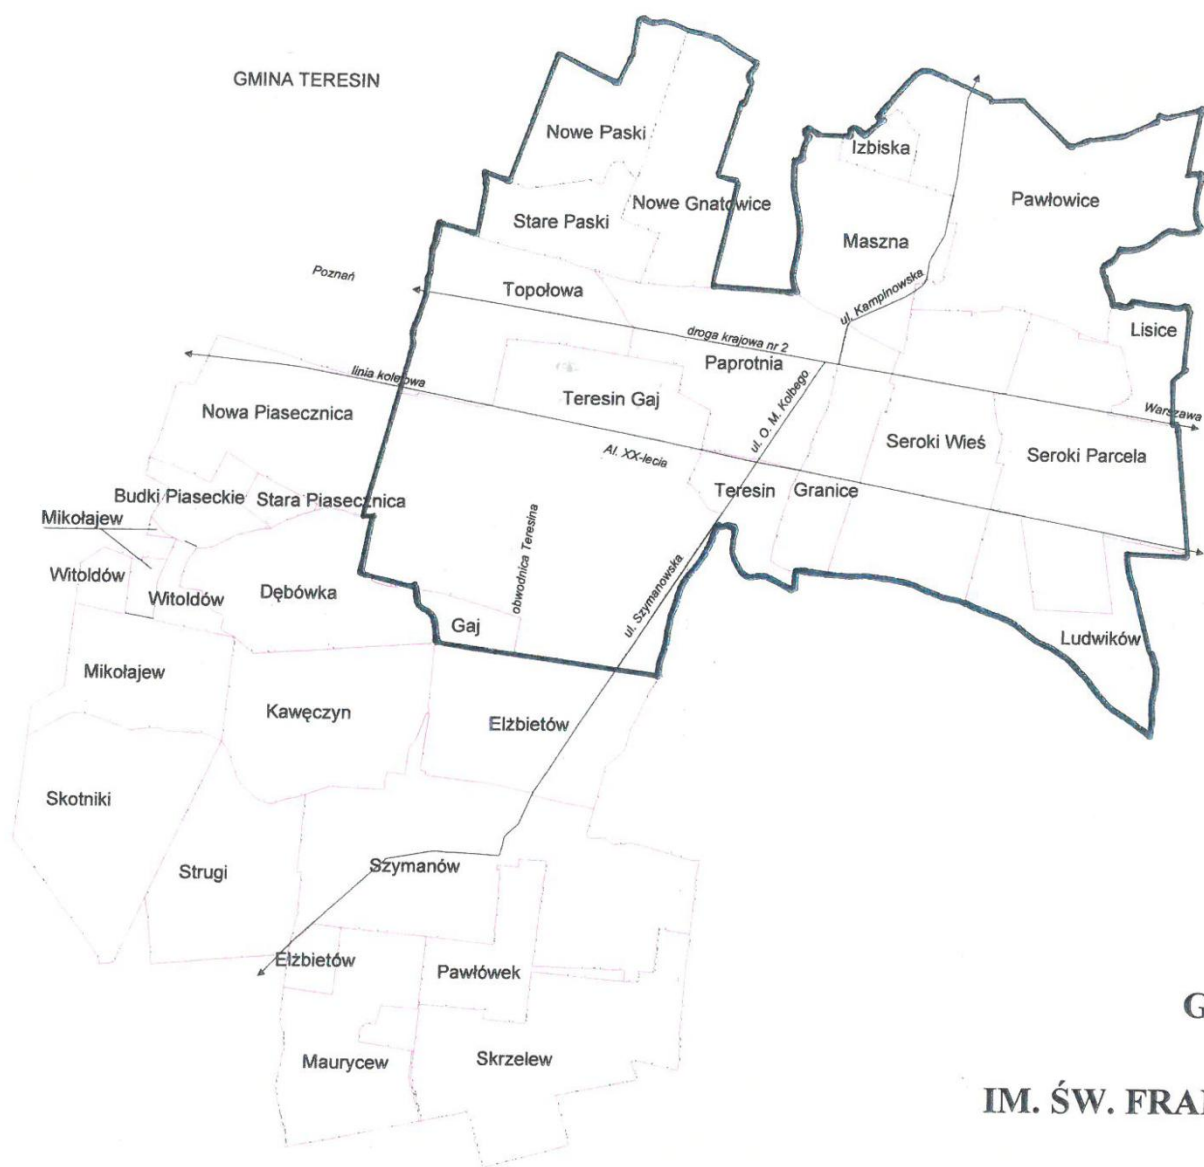 GMINA TERESIN
Nowe Paski
Izbiska
Nowe Gnatowice
Pawłowice
Stare Paski
Maszna
Poznań
Topołowa
ul. Kampinowska
droga krajowa nr 2
Lisice
Paprotnia
linia kolejowa
Teresin Gaj
Warszawa
Nowa Piasecznica
ul. O. M. Kolbego
Seroki Wieś
Al. XX-lecia
Seroki Parcela
Budki Piaseckie
Stara Piasecznica
Teresin
Granice
Mikołajew
obwodnica Teresina
Witoldów
Witoldów
Dębówka
ul. Szymanowska
Gaj
Ludwików
Mikołajew
Kawęczyn
Elżbietów
Skotniki
Strugi
Szymanów
Elżbietów
Pawłówek
G
Maurycew
Skrzelew
IM. ŚW. FRA